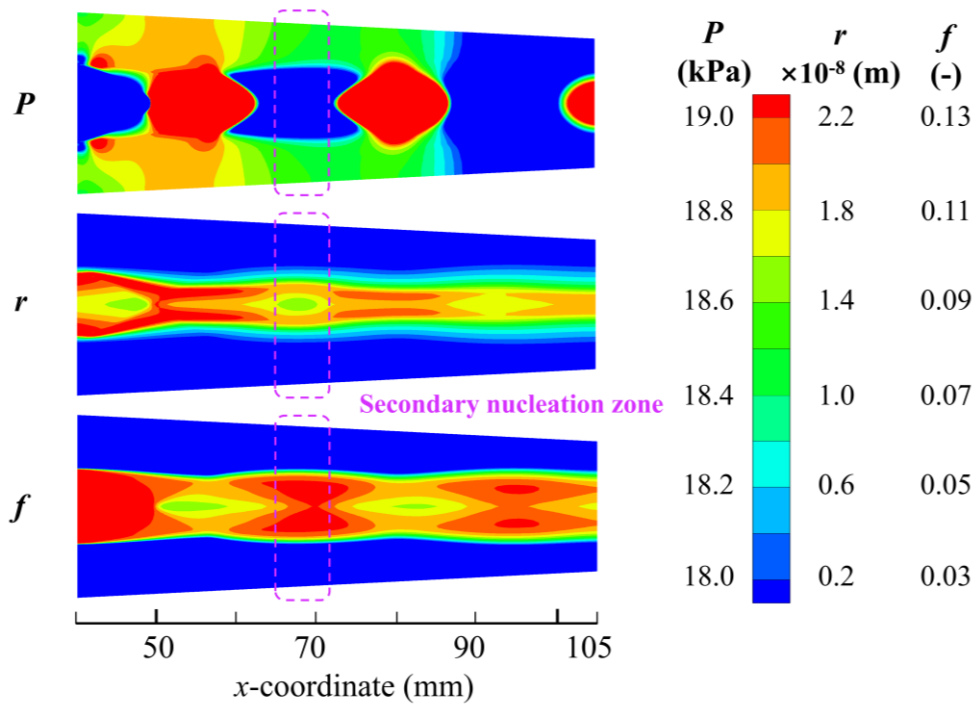 P r f
(kPa) ×10⁻⁸ (m) (-)
P
19.0 2.2 0.13
18.8 1.8 0.11
r
18.6 1.4 0.09
Secondary nucleation zone
18.4 1.0 0.07
f
18.2 0.6 0.05
18.0 0.2 0.03
50 70 90 105
x-coordinate (mm)